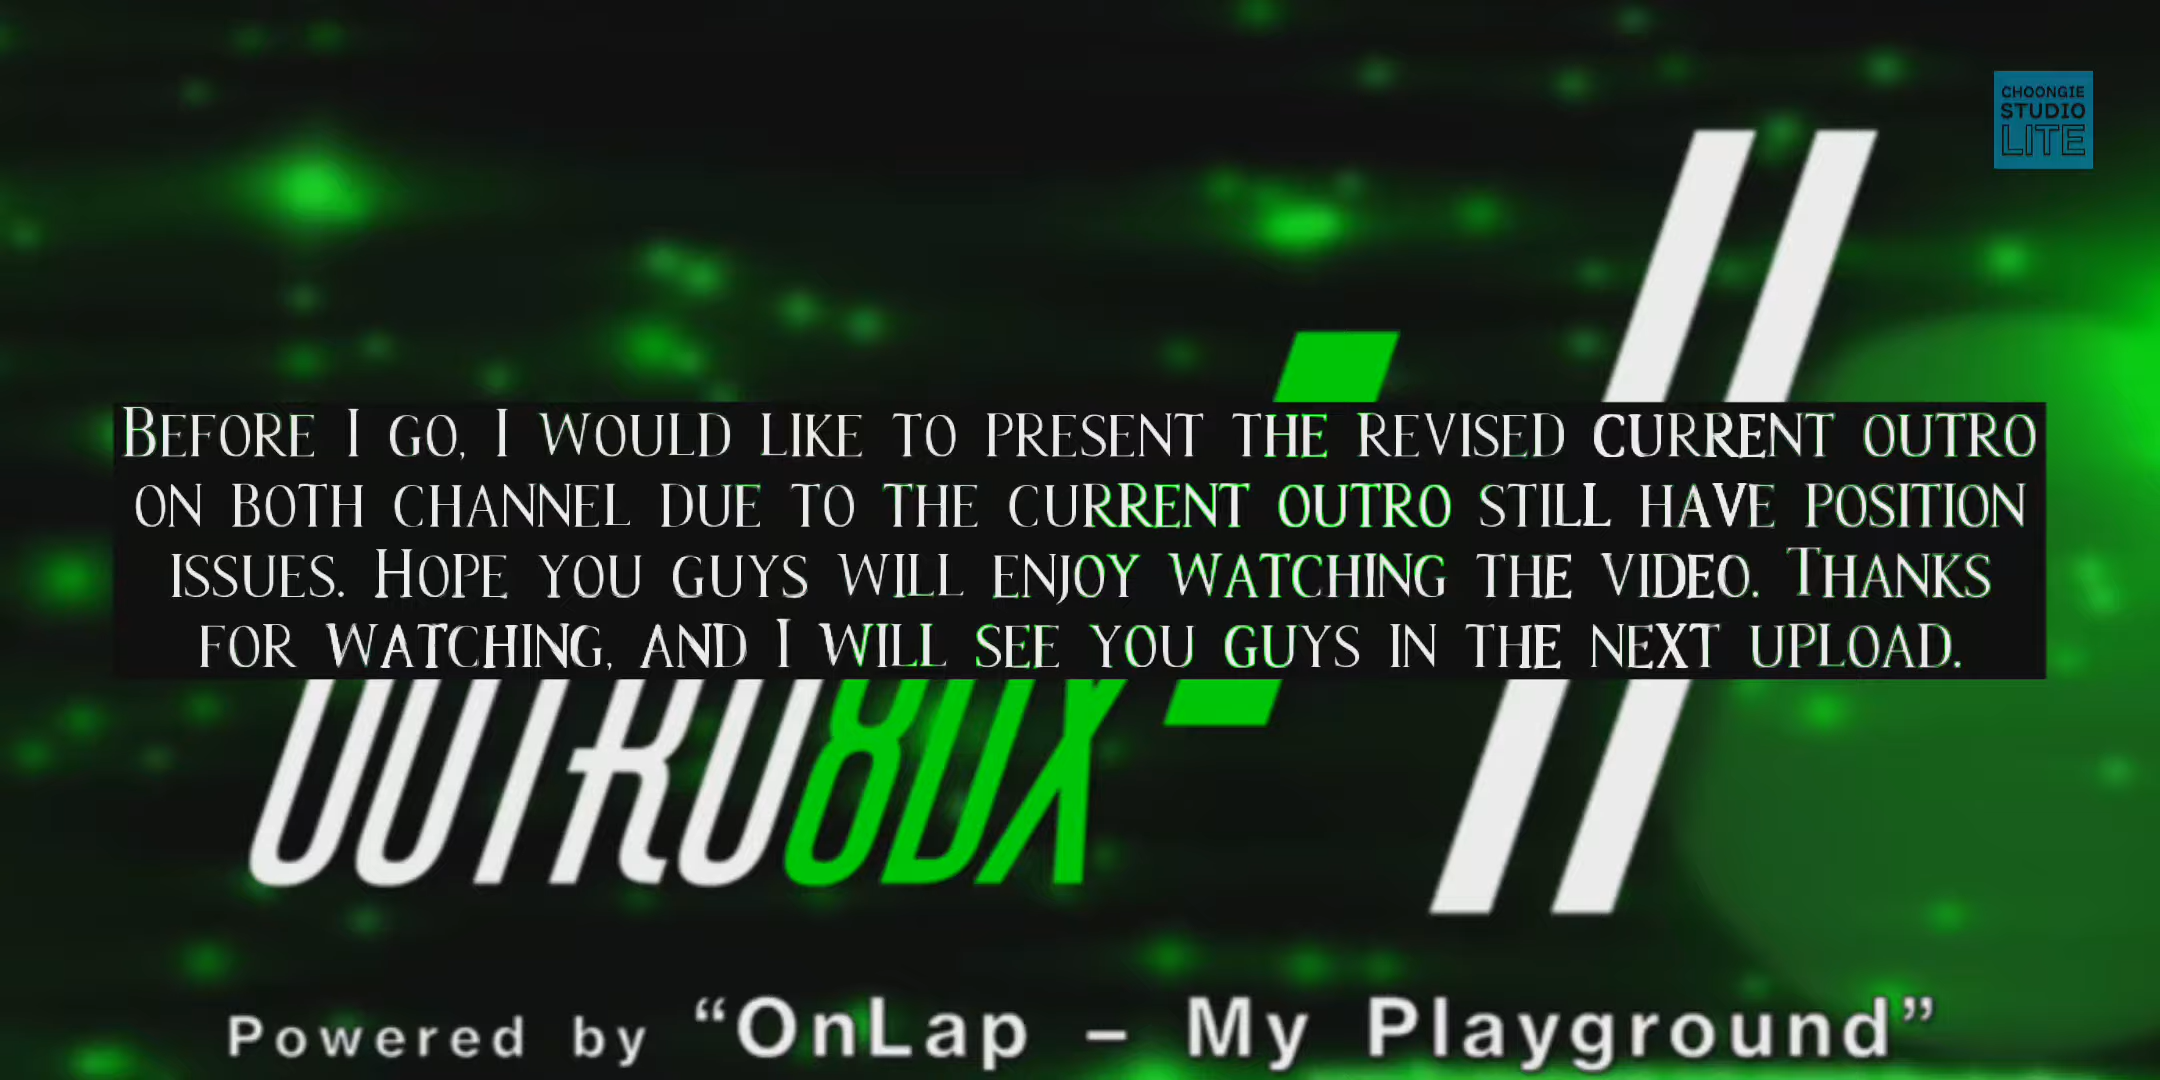 CHOONGIE
STUDIO
LITE
Before I go, I would like to present the revised current outro
on both channel due to the current outro still have position
issues. Hope you guys will enjoy watching the video. Thanks
for watching, and I will see you guys in the next upload.
OUTRO8DX
Powered by “OnLap – My Playground”